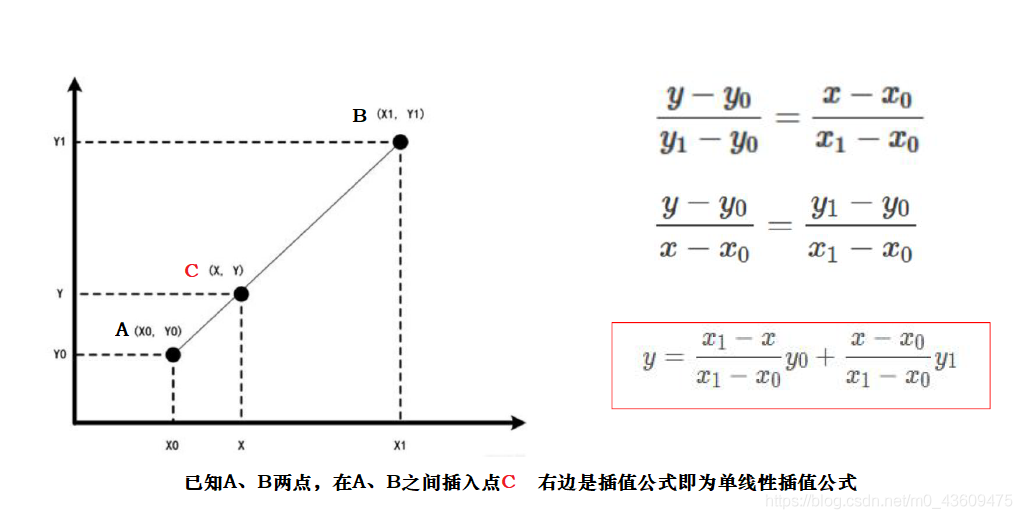 B (X1, Y1)
Y1
C (X, Y)
Y
A (X0, Y0)
Y0
X0 X X1
\frac{y - y_0}{y_1 - y_0} = \frac{x - x_0}{x_1 - x_0}
\frac{y - y_0}{x - x_0} = \frac{y_1 - y_0}{x_1 - x_0}
y = \frac{x_1 - x}{x_1 - x_0} y_0 + \frac{x - x_0}{x_1 - x_0} y_1
已知A、B两点，在A、B之间插入点C 右边是插值公式即为单线性插值公式
https://blog.csdn.net/m0_43609475